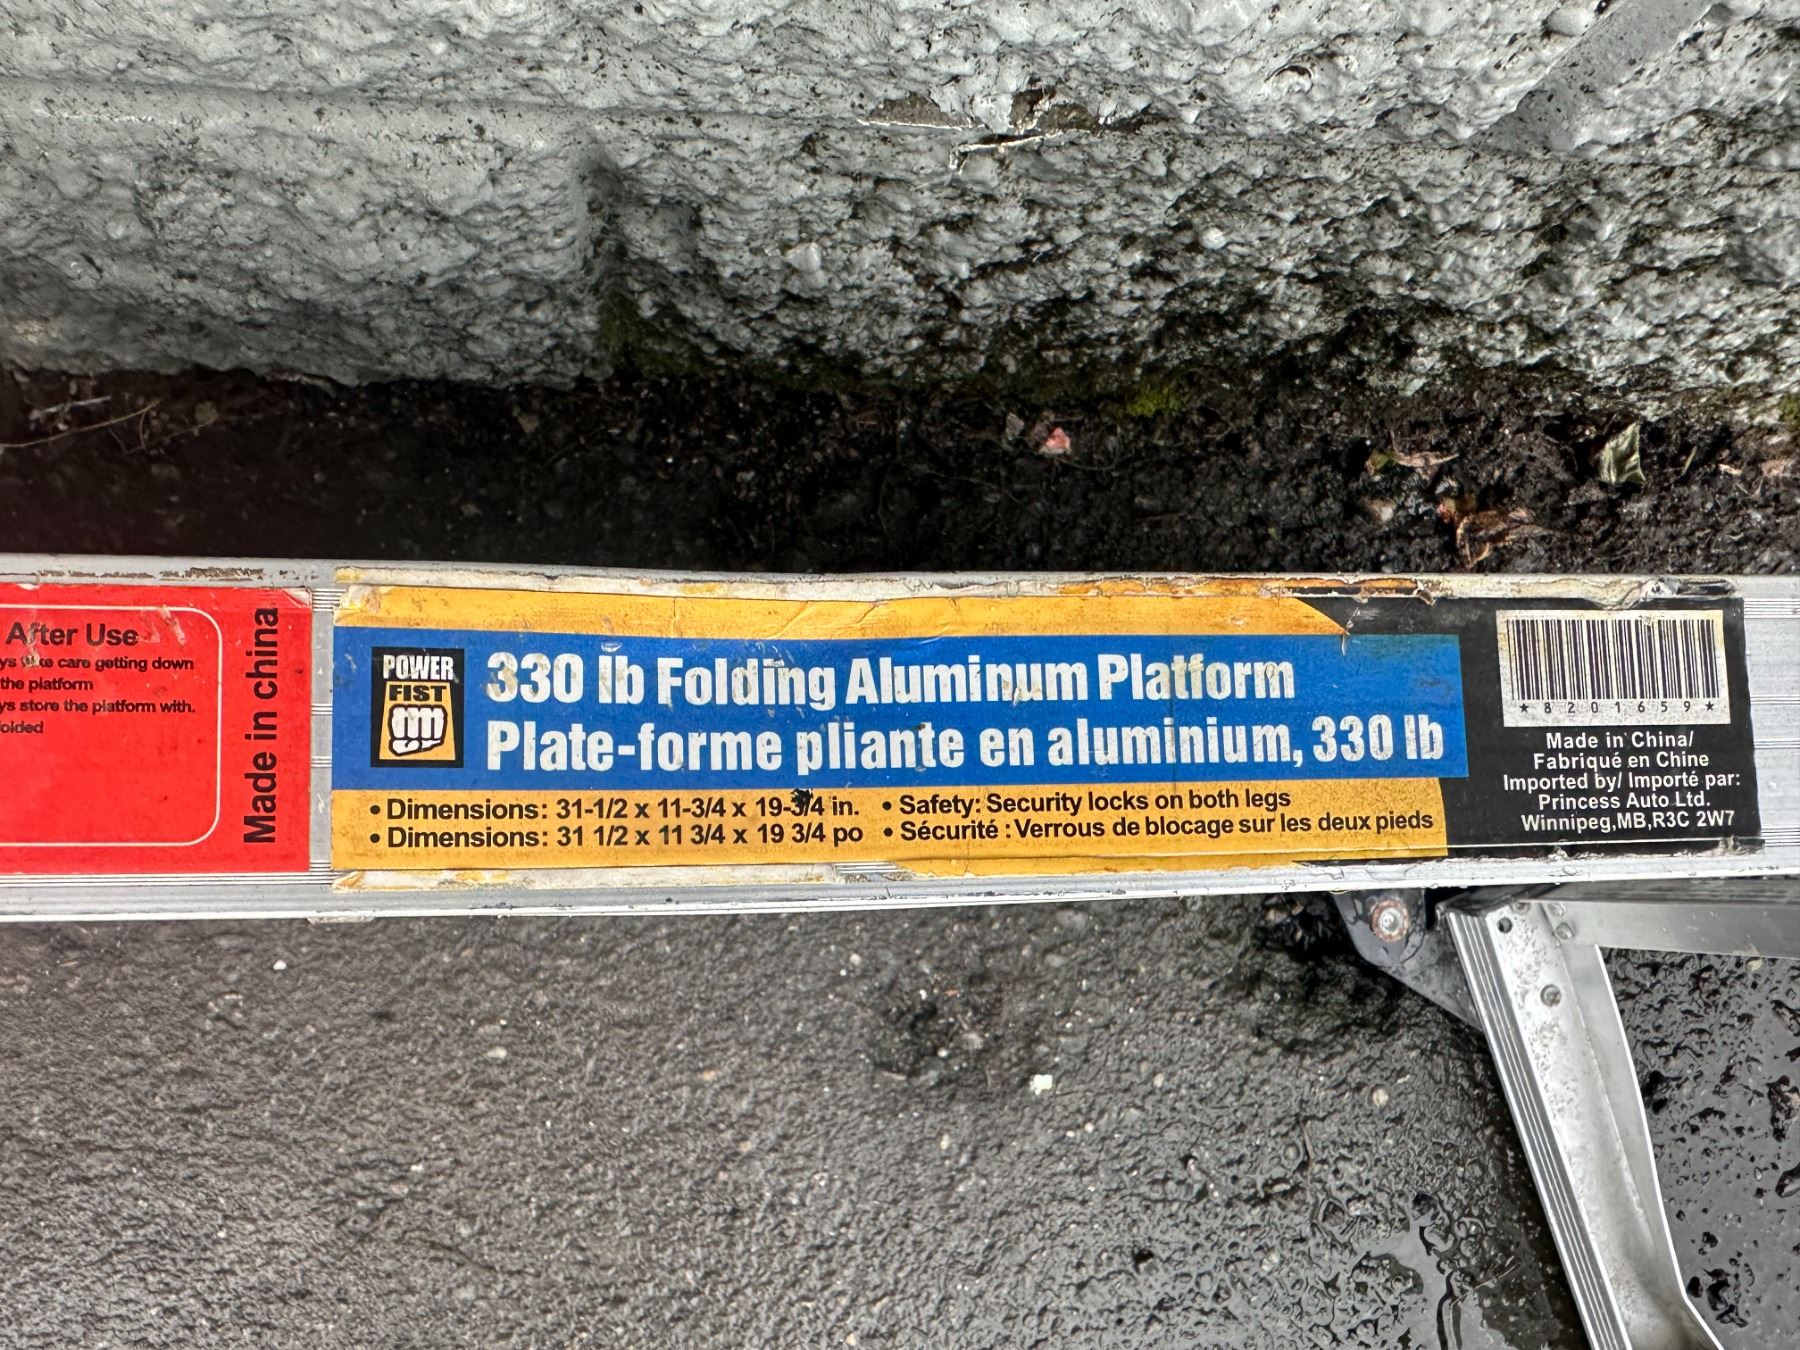 After Use
ys take care getting down
the platform
ys store the platform with.
olded
Made in china
POWER
FIST
330 lb Folding Aluminum Platform
Plate-forme pliante en aluminium, 330 lb
• Dimensions: 31-1/2 x 11-3/4 x 19-3/4 in.
• Dimensions: 31 1/2 x 11 3/4 x 19 3/4 po
• Safety: Security locks on both legs
• Sécurité : Verrous de blocage sur les deux pieds
* 8201659 *
Made in China/
Fabriqué en Chine
Imported by/ Importé par:
Princess Auto Ltd.
Winnipeg,MB,R3C 2W7